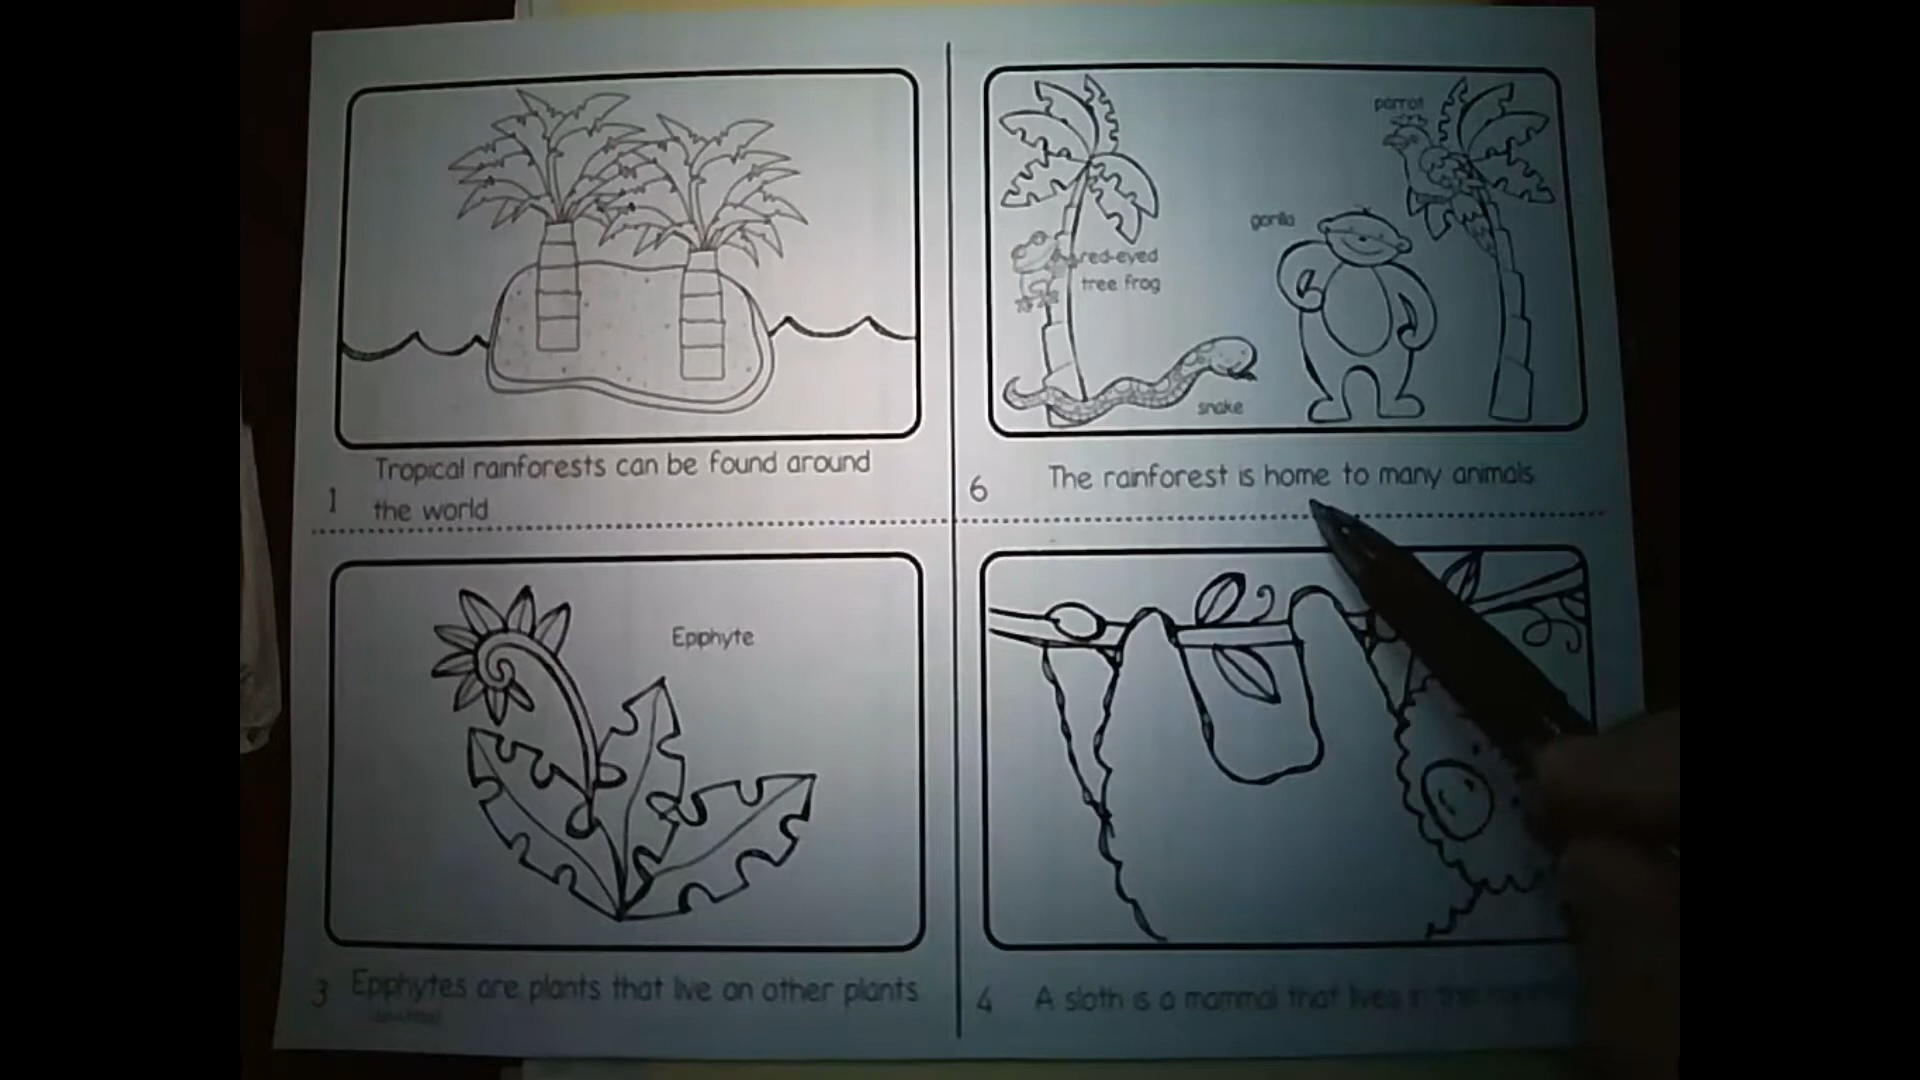 Tropical rainforests can be found around
the world
1
parrot
gorilla
red-eyed
tree frog
snake
The rainforest is home to many animals
6
Epiphyte
3 Epiphytes are plants that live on other plants
4 A sloth is a mammal that lives in the